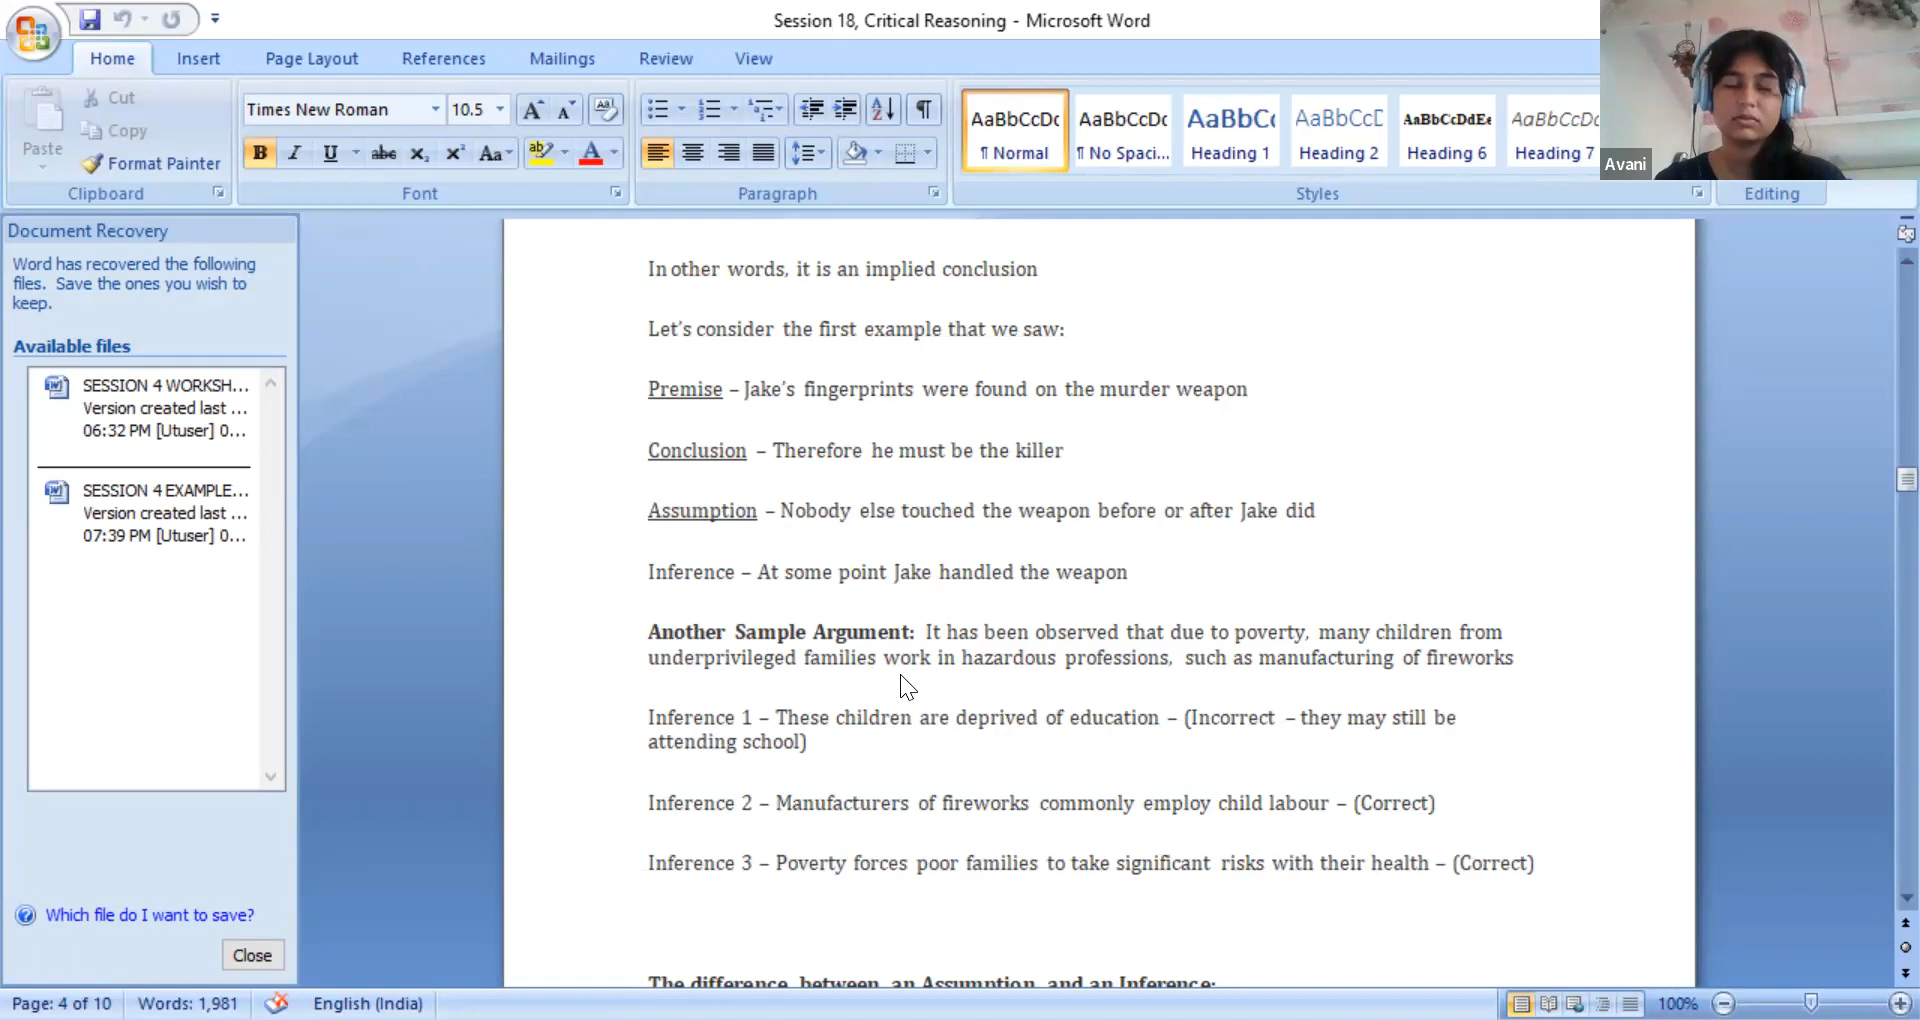 Session 18, Critical Reasoning - Microsoft Word
Home Insert Page Layout References Mailings Review View
Paste
Cut
Copy
Format Painter
Clipboard
Times New Roman 10.5
B I U abc x₂ x² Aa ab A
Font
Paragraph
AaBbCcDc AaBbCcDc AaBbC AaBbCcD AaBbCcDdEe AaBbCcDc
¶ Normal ¶ No Spaci... Heading 1 Heading 2 Heading 6 Heading 7
Styles
Editing
Avani
Document Recovery
Word has recovered the following
files. Save the ones you wish to
keep.
Available files
SESSION 4 WORKSH...
Version created last ...
06:32 PM [Utuser] 0...
SESSION 4 EXAMPLE...
Version created last ...
07:39 PM [Utuser] 0...
Which file do I want to save?
Close
In other words, it is an implied conclusion
Let's consider the first example that we saw:
Premise – Jake's fingerprints were found on the murder weapon
Conclusion – Therefore he must be the killer
Assumption – Nobody else touched the weapon before or after Jake did
Inference – At some point Jake handled the weapon
Another Sample Argument: It has been observed that due to poverty, many children from
underprivileged families work in hazardous professions, such as manufacturing of fireworks
Inference 1 – These children are deprived of education – (Incorrect – they may still be
attending school)
Inference 2 – Manufacturers of fireworks commonly employ child labour – (Correct)
Inference 3 – Poverty forces poor families to take significant risks with their health – (Correct)
The difference between an Assumption and an Inference:
Page: 4 of 10 Words: 1,981 English (India) 100%